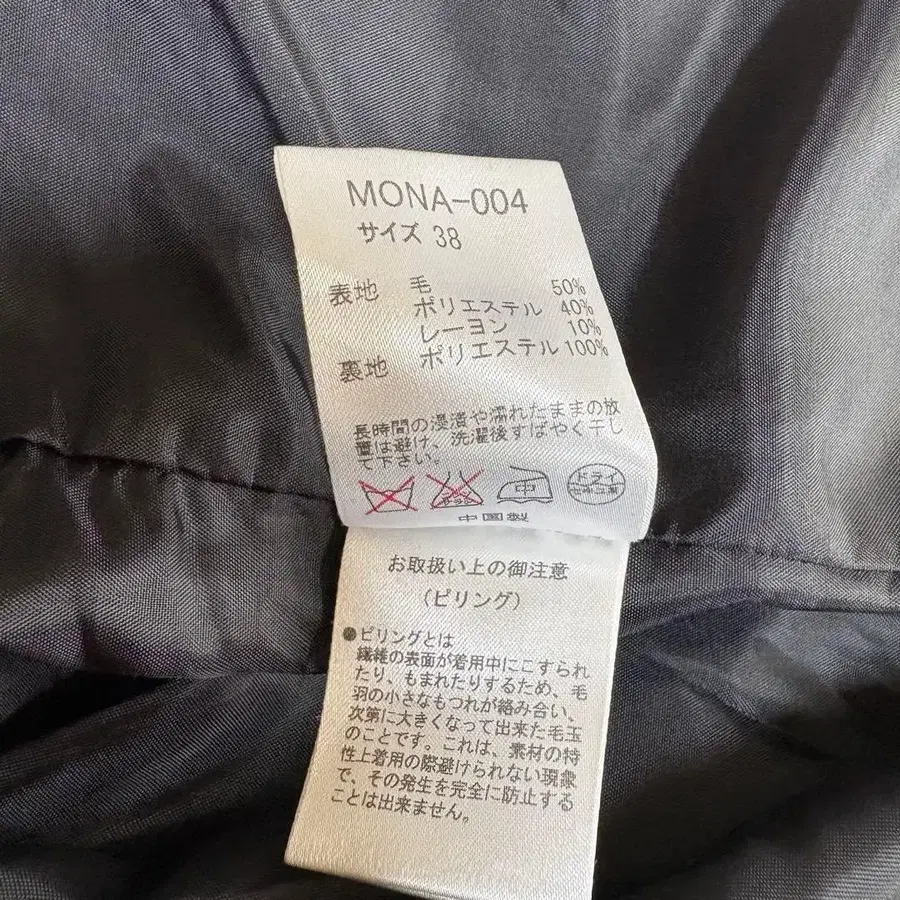 MONA-004
サイズ 38
表地 毛 50%
ポリエステル 40%
レーヨン 10%
裏地 ポリエステル 100%
長時間の浸漬や濡れたままの放
置は避け、洗濯後すばやく干し
て下さい。
中 ドライ
中国製
お取扱い上の御注意
(ピリング)
●ピリングとは
繊維の表面が着用中にこすられ
たり、もまれたりするため、毛
羽の小さなもつれが絡み合い、
次第に大きくなって出来た毛玉
のことです。これは、素材の特
性上着用の際避けられない現象
で、その発生を完全に防止する
ことは出来ません。